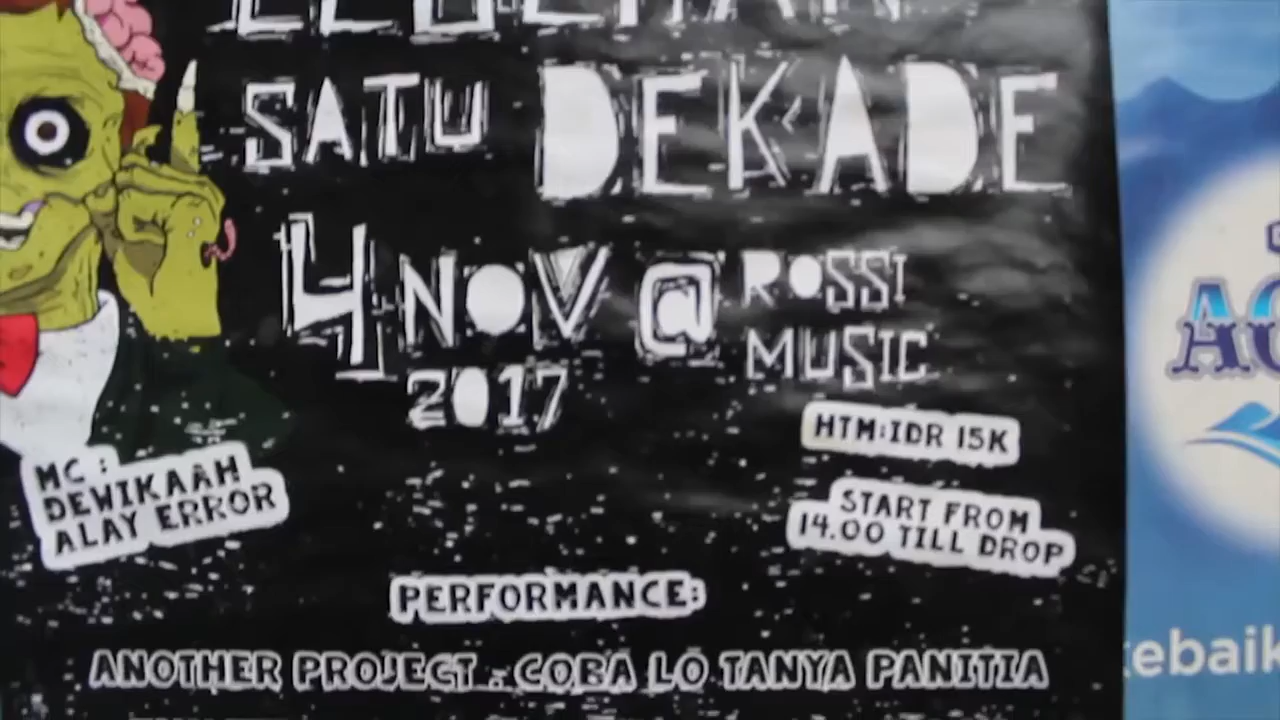 SATU DEKADE
4 NOV @ ROSSI MUSIC
2017
HTM:IDR 15K
MC :
DEWIKAAH
ALAY ERROR
START FROM
14.00 TILL DROP
PERFORMANCE:
ANOTHER PROJECT . COBA LO TANYA PANITIA
ebaik